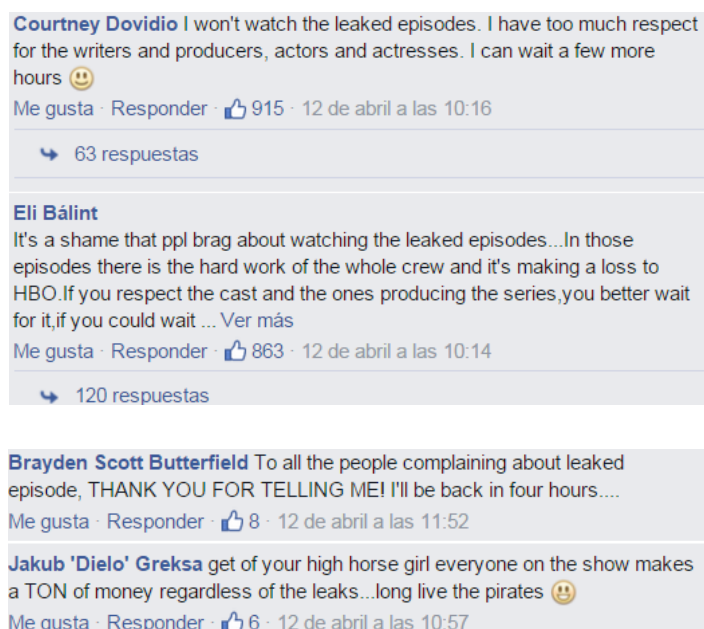 Courtney Dovidio I won't watch the leaked episodes. I have too much respect
for the writers and producers, actors and actresses. I can wait a few more
hours
Me gusta · Responder · 915 · 12 de abril a las 10:16
63 respuestas
Eli Bálint
It's a shame that ppl brag about watching the leaked episodes...In those
episodes there is the hard work of the whole crew and it's making a loss to
HBO.If you respect the cast and the ones producing the series,you better wait
for it,if you could wait ... Ver más
Me gusta · Responder · 863 · 12 de abril a las 10:14
120 respuestas
Brayden Scott Butterfield To all the people complaining about leaked
episode, THANK YOU FOR TELLING ME! I'll be back in four hours....
Me gusta · Responder · 8 · 12 de abril a las 11:52
Jakub 'Dielo' Greksa get of your high horse girl everyone on the show makes
a TON of money regardless of the leaks...long live the pirates
Me gusta · Responder · 6 · 12 de abril a las 10:57